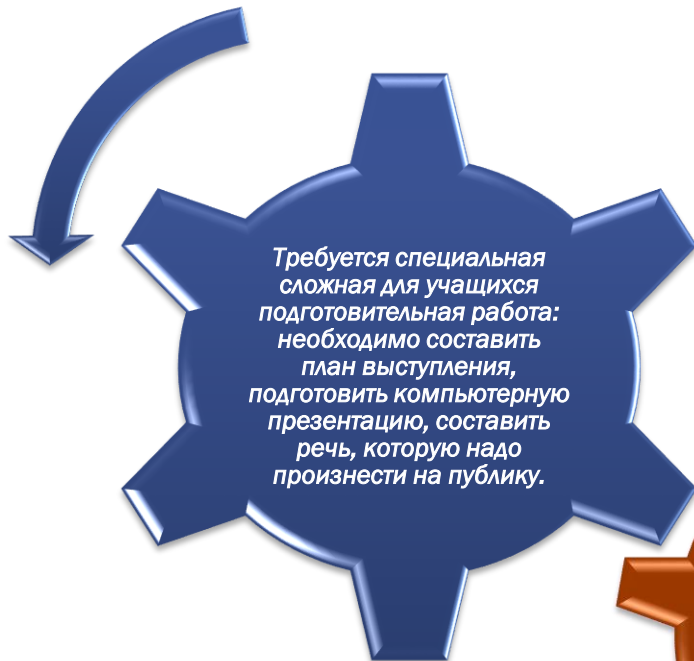 Требуется специальная
сложная для учащихся
подготовительная работа:
необходимо составить
план выступления,
подготовить компьютерную
презентацию, составить
речь, которую надо
произнести на публику.